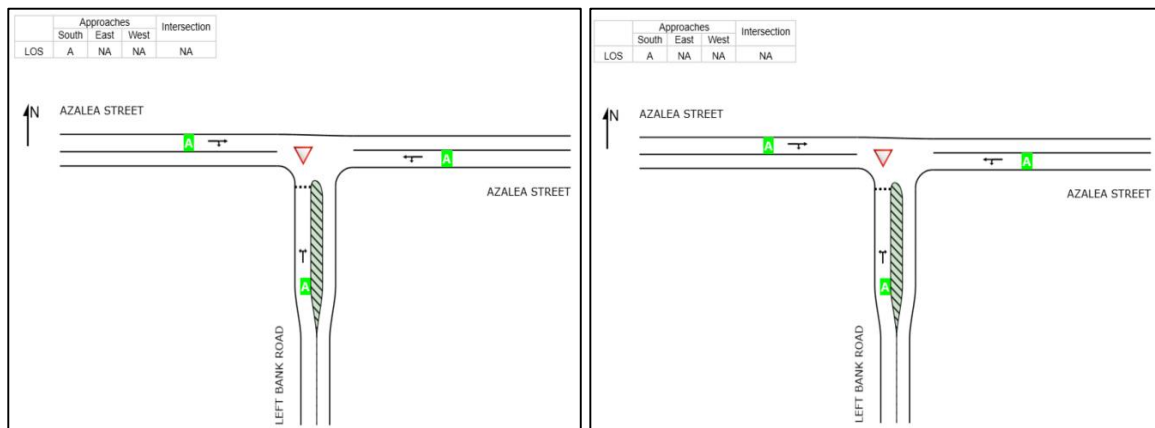 Approaches Intersection
South East West
LOS A NA NA NA
N AZALEA STREET
A
A
AZALEA STREET
A
LEFT BANK ROAD
Approaches Intersection
South East West
LOS A NA NA NA
N AZALEA STREET
A
A
AZALEA STREET
A
LEFT BANK ROAD